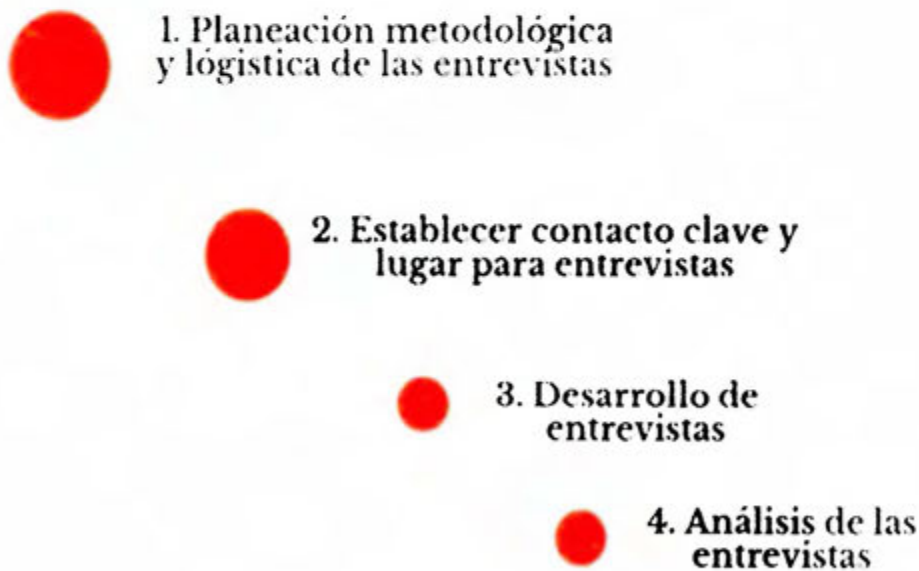 1. Planeación metodológica
y lógistica de las entrevistas
2. Establecer contacto clave y
lugar para entrevistas
3. Desarrollo de
entrevistas
4. Análisis de las
entrevistas